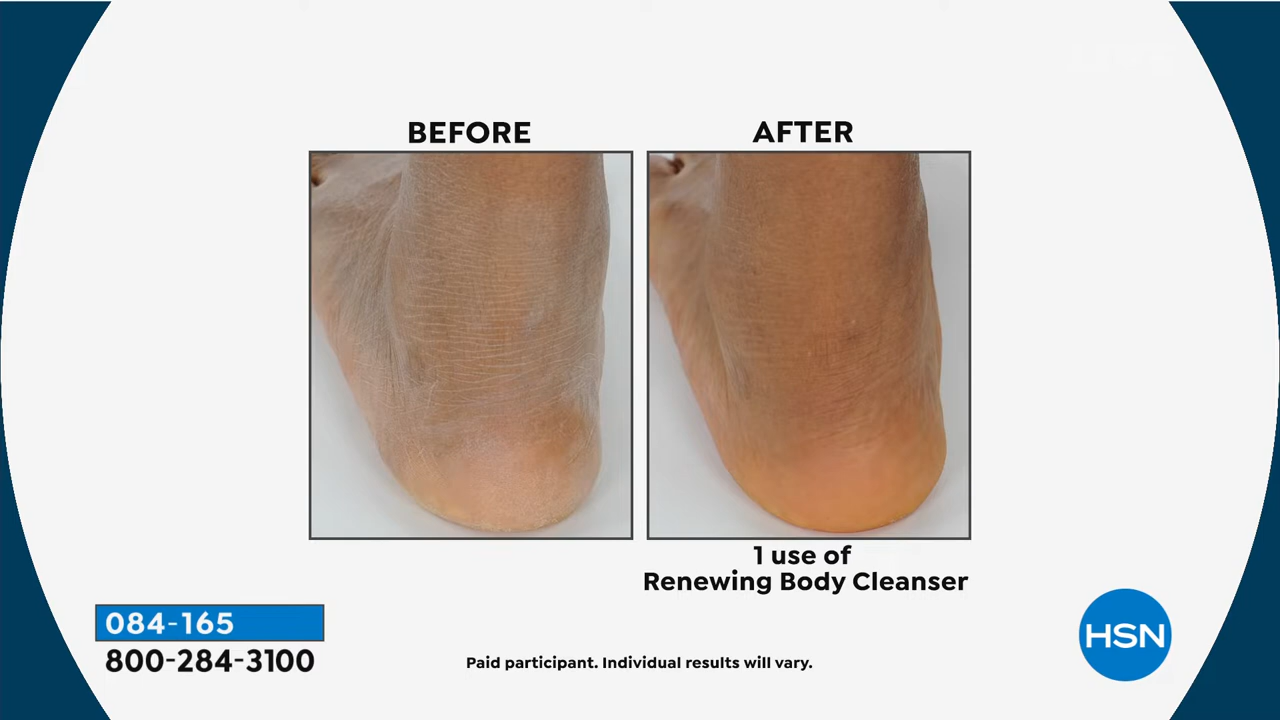 BEFORE
AFTER
1 use of
Renewing Body Cleanser
084-165
800-284-3100
Paid participant. Individual results will vary.
HSN